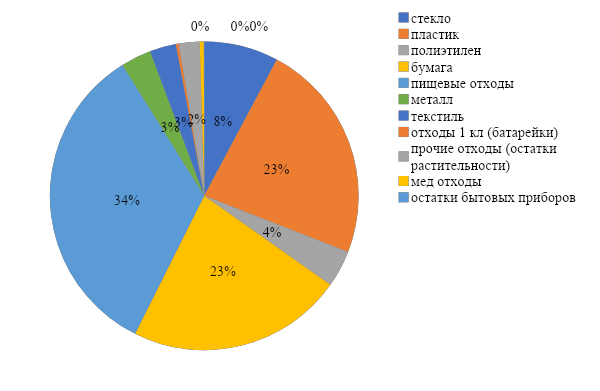 0%
0%0%
8%
23%
4%
23%
34%
3%
3%
2%
стекло
пластик
полиэтилен
бумага
пищевые отходы
металл
текстиль
отходы 1 кл (батарейки)
прочие отходы (остатки
растительности)
мед отходы
остатки бытовых приборов